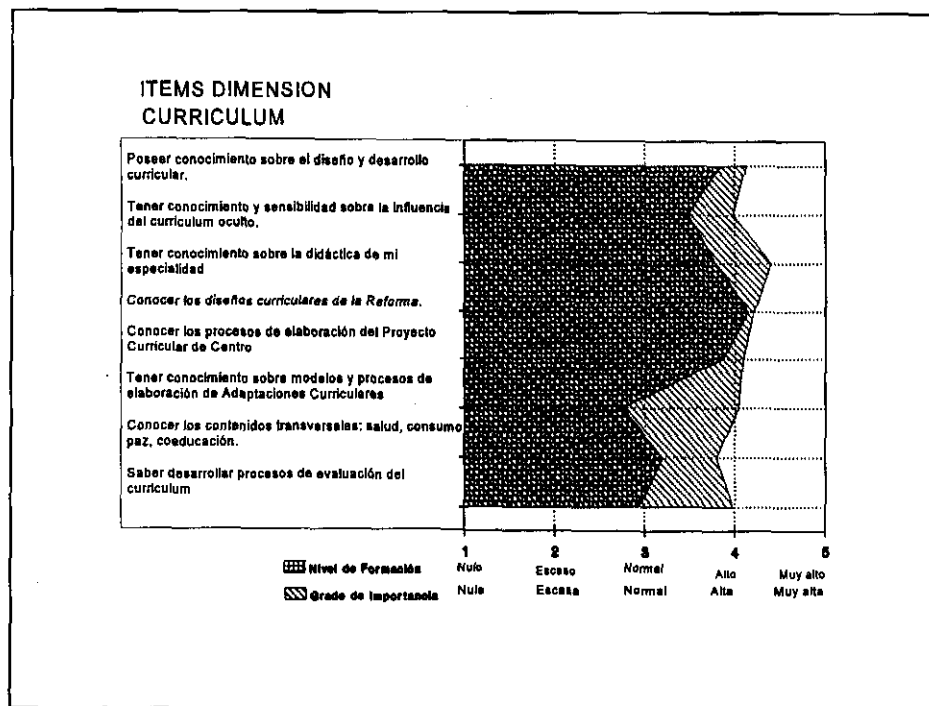 ITEMS DIMENSION
CURRICULUM
Poseer conocimiento sobre el diseño y desarrollo
curricular.
Tener conocimiento y sensibilidad sobre la influencia
del curriculum oculto.
Tener conocimiento sobre la didáctica de mi
especialidad
Conocer los diseños curriculares de la Reforma.
Conocer los procesos de elaboración del Proyecto
Curricular de Centro
Tener conocimiento sobre modelos y procesos de
elaboración de Adaptaciones Curriculares
Conocer los contenidos transversales: salud, consumo
paz, coeducación.
Saber desarrollar procesos de evaluación del
curriculum
1 2 3 4 5
Nivel de Formación Nulo Escaso Normal Alto Muy alto
Grado de Importancia Nula Escasa Normal Alta Muy alta